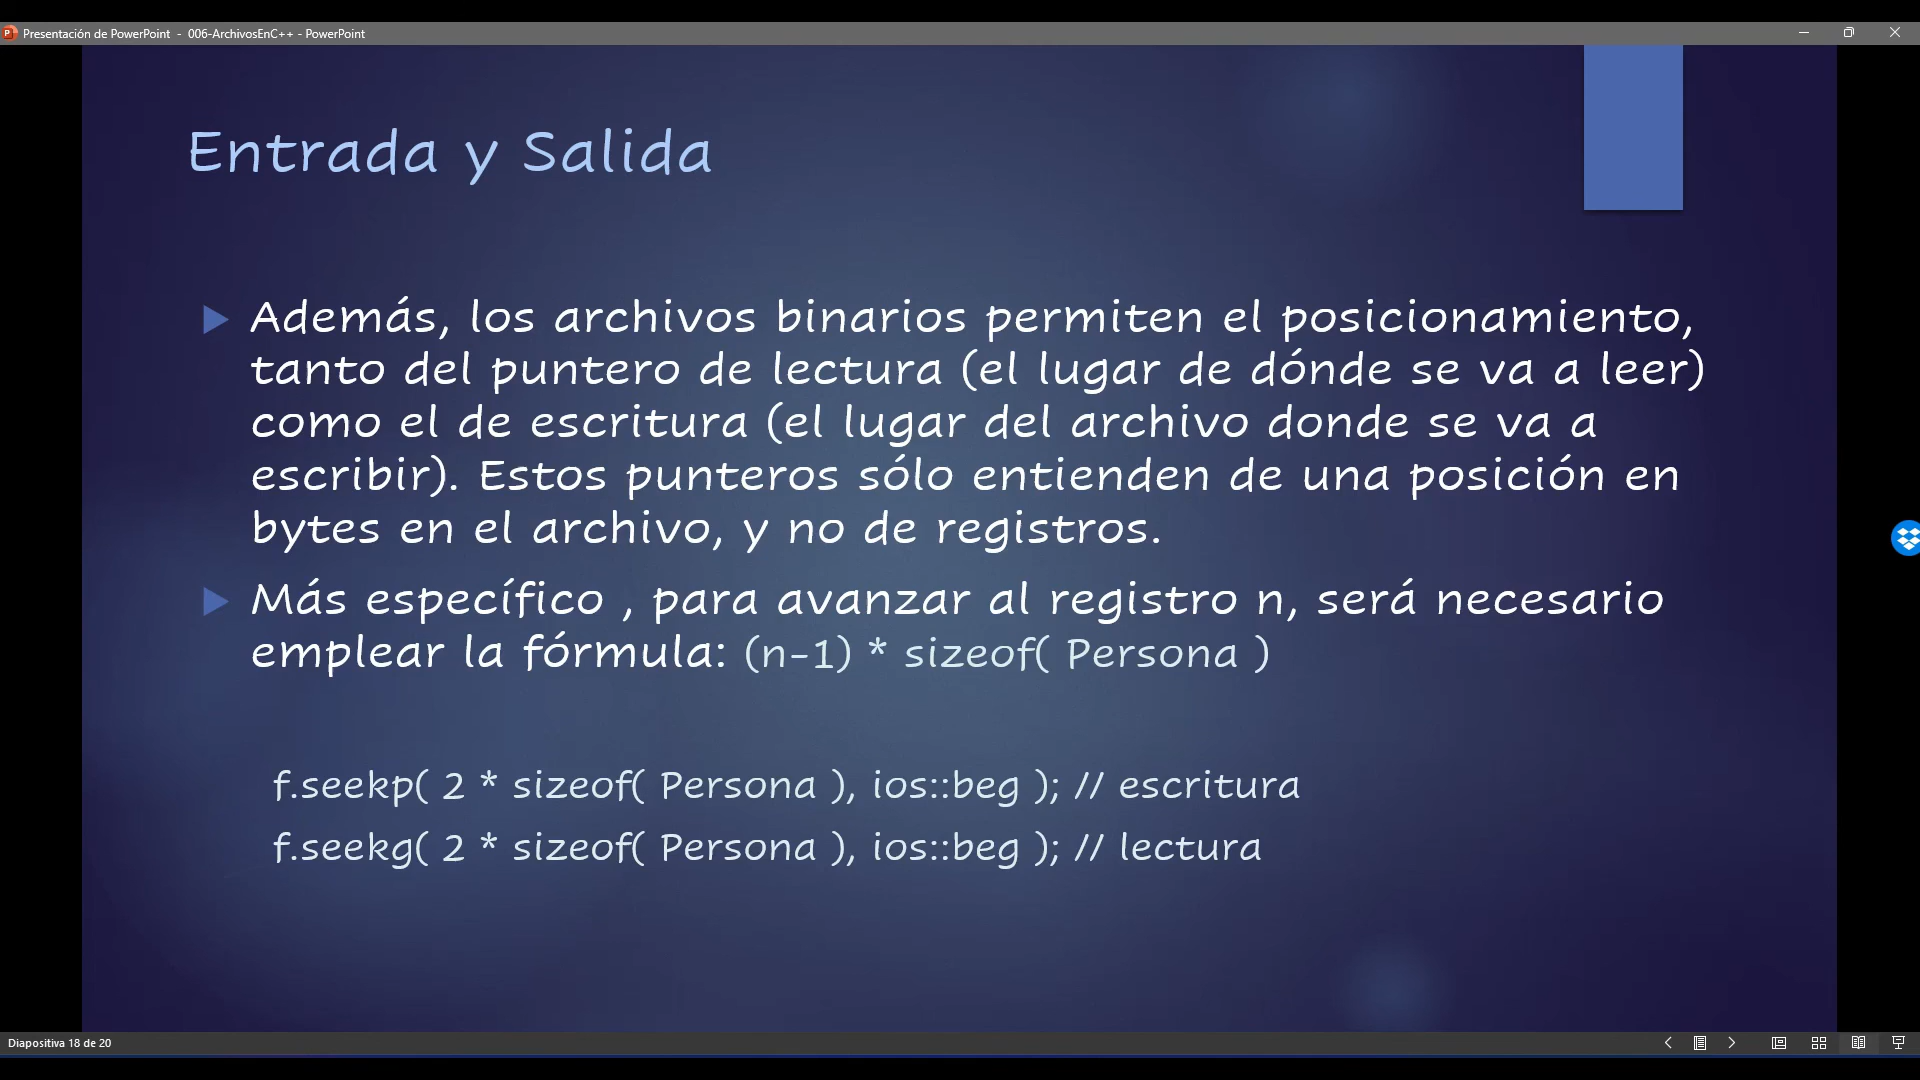 Presentación de PowerPoint - 006-ArchivosEnC++ - PowerPoint
Entrada y Salida
Además, los archivos binarios permiten el posicionamiento,
tanto del puntero de lectura (el lugar de dónde se va a leer)
como el de escritura (el lugar del archivo donde se va a
escribir). Estos punteros sólo entienden de una posición en
bytes en el archivo, y no de registros.
Más específico , para avanzar al registro n, será necesario
emplear la fórmula: (n-1) * sizeof( Persona )
f.seekp( 2 * sizeof( Persona ), ios::beg ); // escritura
f.seekg( 2 * sizeof( Persona ), ios::beg ); // lectura
Diapositiva 18 de 20